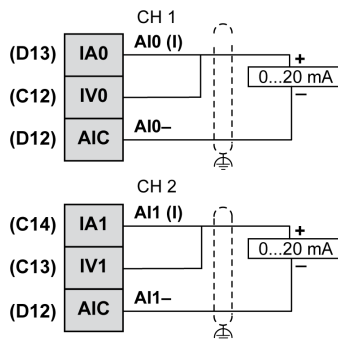 CH 1
(D13) IA0 AI0 (I)
+
0...20 mA
(C12) IV0
–
(D12) AIC AI0–
CH 2
(C14) IA1 AI1 (I)
+
0...20 mA
(C13) IV1
–
(D12) AIC AI1–